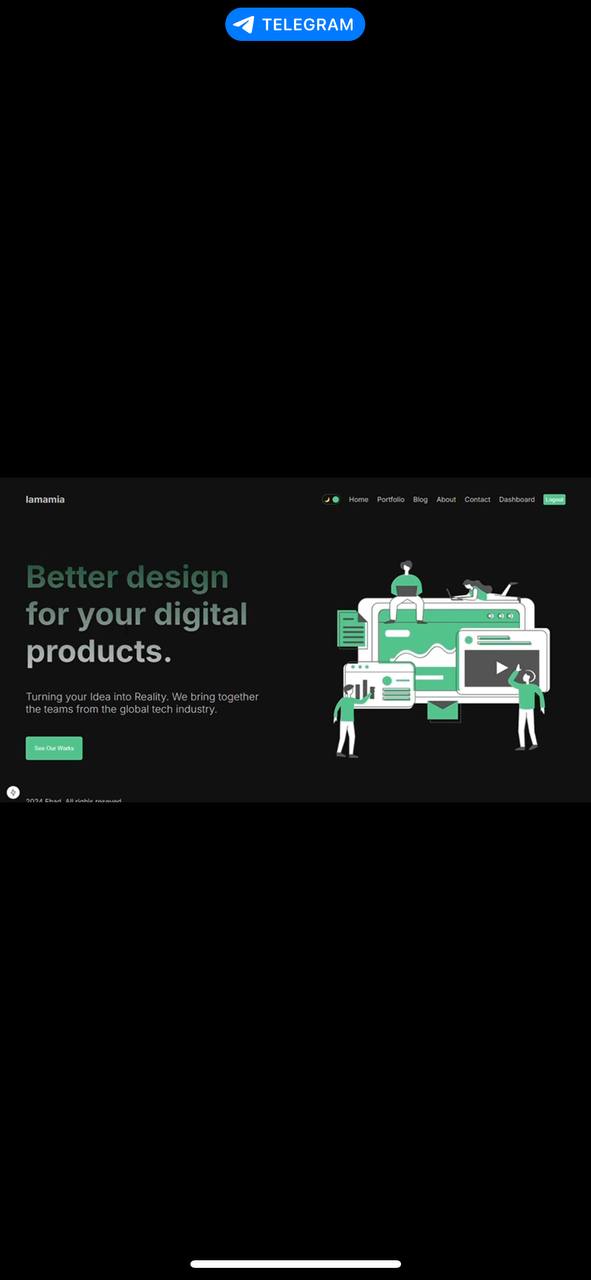 TELEGRAM
lamamia
Home Portfolio Blog About Contact Dashboard Logout
Better design
for your digital
products.
Turning your Idea into Reality. We bring together
the teams from the global tech industry.
See Our Works
2024 Ehad. All rights reseved.